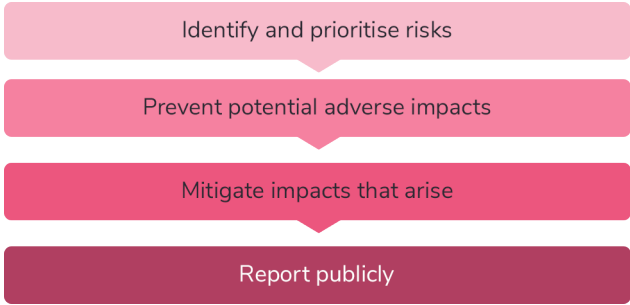 Identify and prioritise risks
Prevent potential adverse impacts
Mitigate impacts that arise
Report publicly